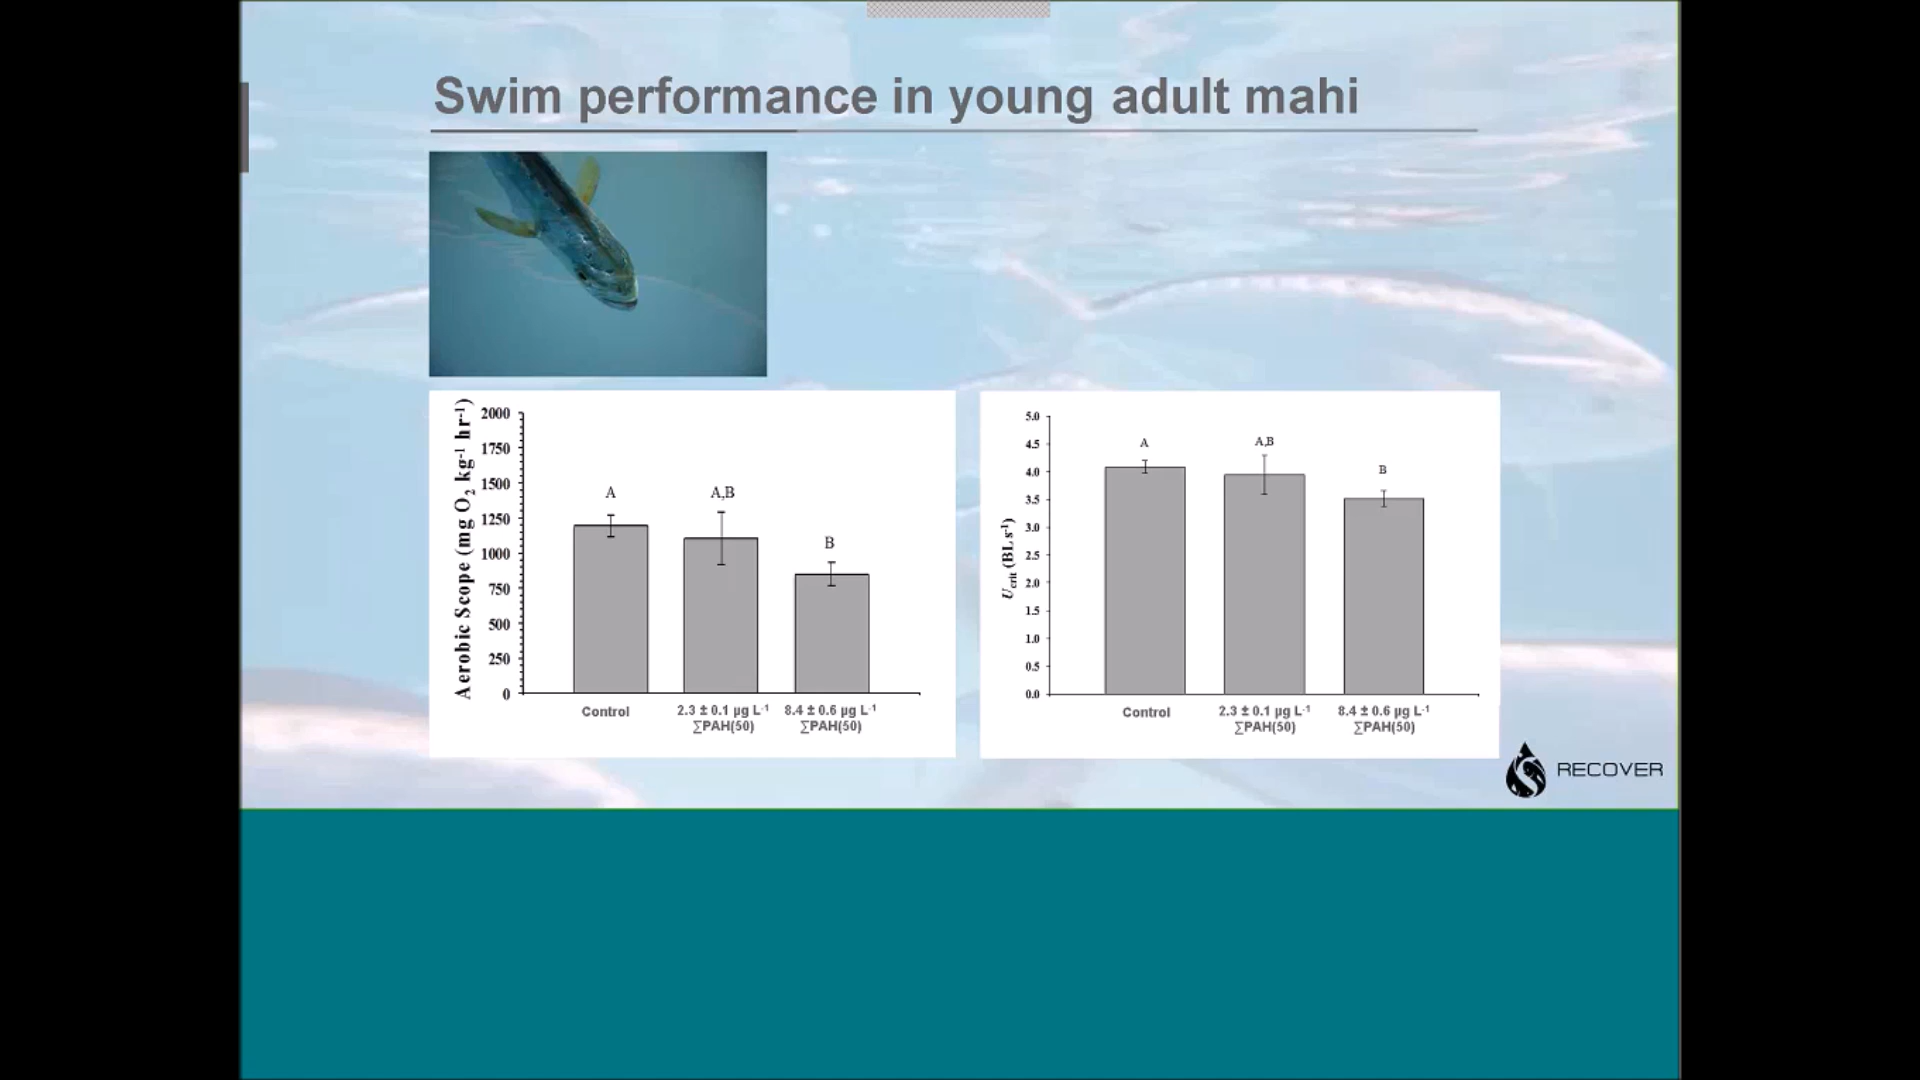 Swim performance in young adult mahi
Aerobic Scope (mg O₂ kg⁻¹ hr⁻¹)
2000
1750
1500
1250
1000
750
500
250
0
A
A,B
B
Control
2.3 ± 0.1 µg L⁻¹
∑PAH(50)
8.4 ± 0.6 µg L⁻¹
∑PAH(50)
U crit (BL s⁻¹)
5.0
4.5
4.0
3.5
3.0
2.5
2.0
1.5
1.0
0.5
0.0
A
A,B
B
Control
2.3 ± 0.1 µg L⁻¹
∑PAH(50)
8.4 ± 0.6 µg L⁻¹
∑PAH(50)
RECOVER